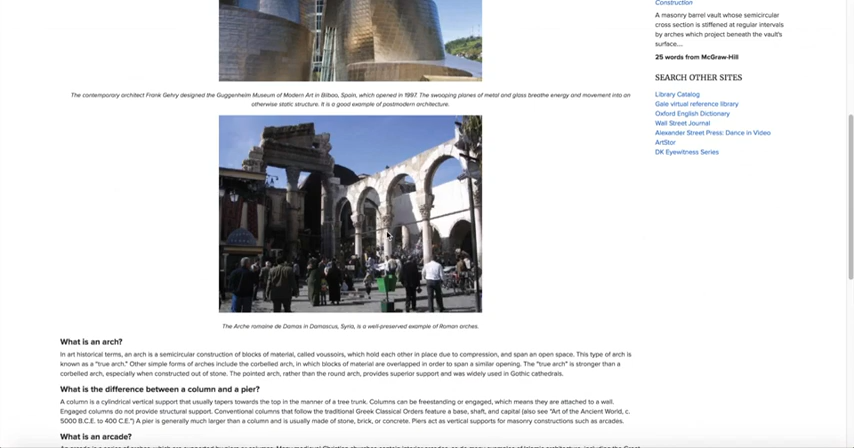 Construction
A masonry barrel vault whose semicircular
cross section is stiffened at regular intervals
by arches which project beneath the vault's
surface....
25 words from McGraw-Hill
SEARCH OTHER SITES
Library Catalog
Gale virtual reference library
Oxford English Dictionary
Wall Street Journal
Alexander Street Press: Dance in Video
ArtStor
DK Eyewitness Series
The contemporary architect Frank Gehry designed the Guggenheim Museum of Modern Art in Bilbao, Spain, which opened in 1997. The swooping planes of metal and glass breathe energy and movement into an
otherwise static structure. It is a good example of postmodern architecture.
The Arche romaine de Damas in Damascus, Syria, is a well-preserved example of Roman arches.
What is an arch?
In art historical terms, an arch is a semicircular construction of blocks of material, called voussoirs, which hold each other in place due to compression, and span an open space. This type of arch is
known as a "true arch." Other simple forms of arches include the corbelled arch, in which blocks of material are overlapped in order to span a similar opening. The "true arch" is stronger than a
corbelled arch, especially when constructed out of stone. The pointed arch, rather than the round arch, provides superior support and was widely used in Gothic cathedrals.
What is the difference between a column and a pier?
A column is a cylindrical vertical support that usually tapers towards the top in the manner of a tree trunk. Columns can be freestanding or engaged, which means they are attached to a wall.
Engaged columns do not provide structural support. Conventional columns that follow the traditional Greek Classical Orders feature a base, shaft, and capital (also see "Art of the Ancient World, c.
5000 B.C.E. to 400 C.E.") A pier is generally much larger than a column and is usually made of stone, brick, or concrete. Piers act as vertical supports for masonry constructions such as arcades.
What is an arcade?